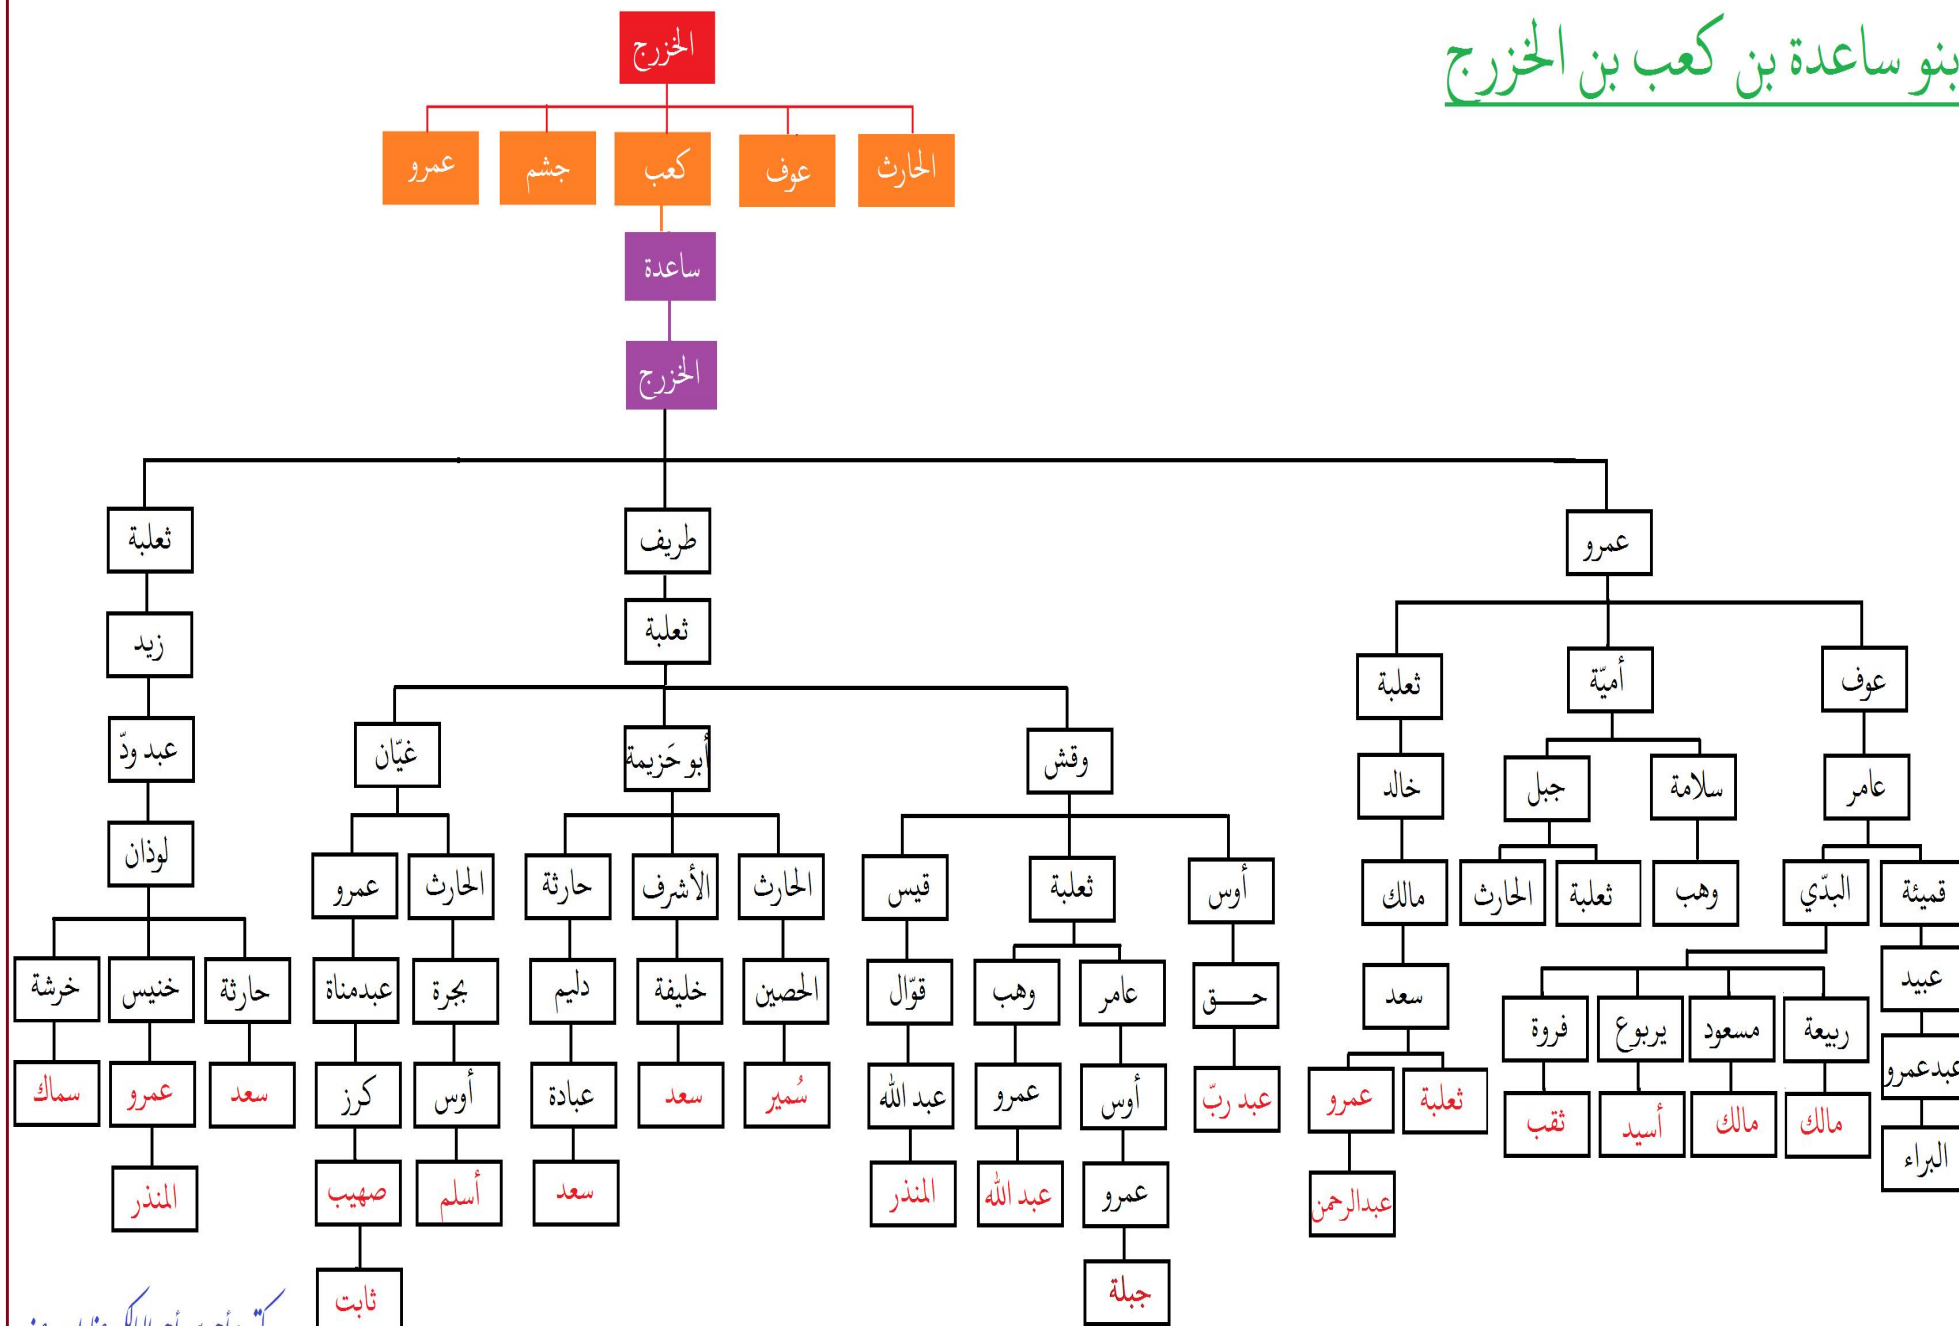 بنو ساعدة بن كعب بن الخزرج
الخزرج
الحارث
عوف
كعب
جشم
عمرو
ساعدة
الخزرج
عمرو
طريف
ثعلبة
ثعلبة
زيد
عوف
أميّة
ثعلبة
وقش
أبو حَزيمة
غيّان
عبد ودّ
عامر
سلامة
جبل
خالد
لوذان
قميئة
البدّي
وهب
ثعلبة
الحارث
مالك
أوس
ثعلبة
قيس
الحارث
الأشرف
حارثة
الحارث
عمرو
عبيد
ربيعة
مسعود
يربوع
فروة
سعد
حــق
عامر
وهب
قوّال
الحصين
خليفة
دليم
بجرة
عبدمناة
حارثة
خنيس
خرشة
عبدعمرو
مالك
مالك
أسيد
ثقب
ثعلبة
عمرو
عبد ربّ
أوس
عمرو
عبد الله
سُمير
سعد
عبادة
أوس
كرز
سعد
عمرو
سماك
البراء
عبدالرحمن
عمرو
عبد الله
المنذر
سعد
أسلم
صهيب
المنذر
جبلة
ثابت